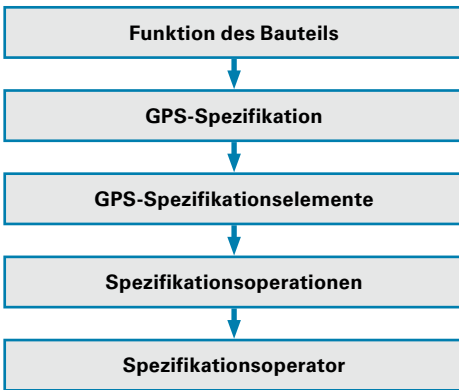 Funktion des Bauteils
GPS-Spezifikation
GPS-Spezifikationselemente
Spezifikationsoperationen
Spezifikationsoperator